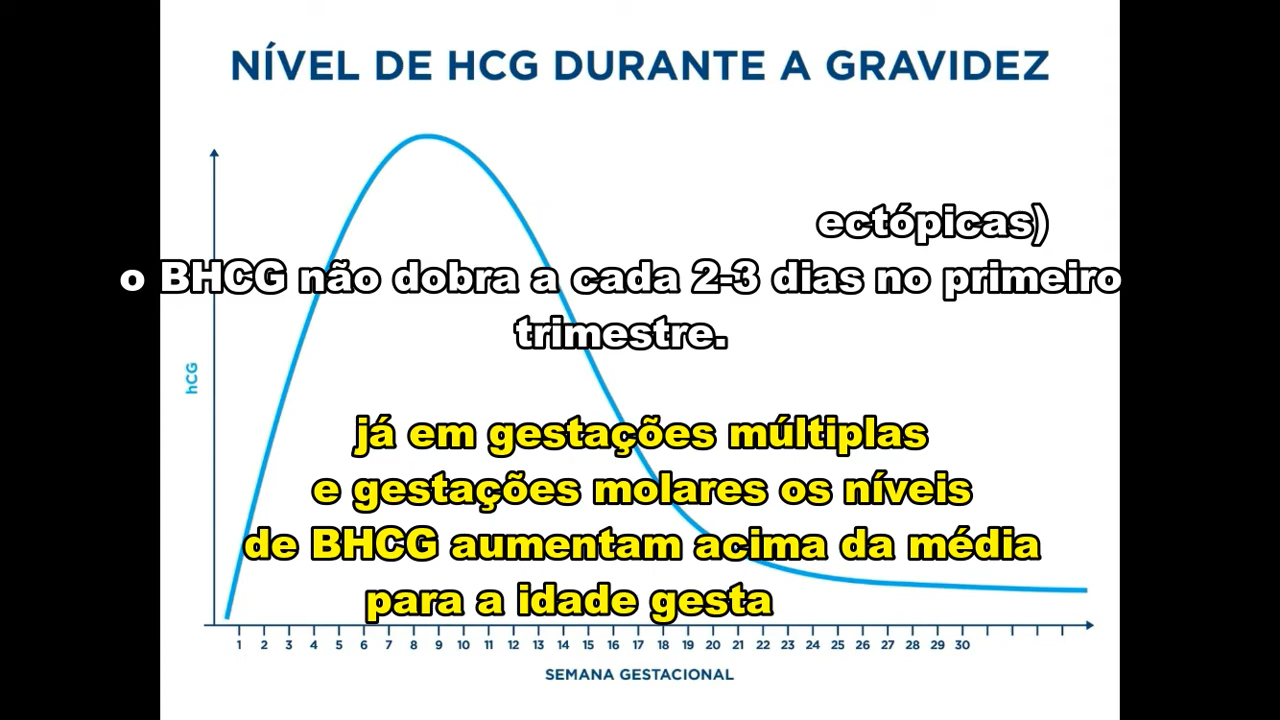 NÍVEL DE HCG DURANTE A GRAVIDEZ
ectópicas)
o BHCG não dobra a cada 2-3 dias no primeiro
trimestre.
hCG
já em gestações múltiplas
e gestações molares os níveis
de BHCG aumentam acima da média
para a idade gesta
1 2 3 4 5 6 7 8 9 10 11 12 13 14 15 16 17 18 19 20 21 22 23 24 25 26 27 28 29 30
SEMANA GESTACIONAL